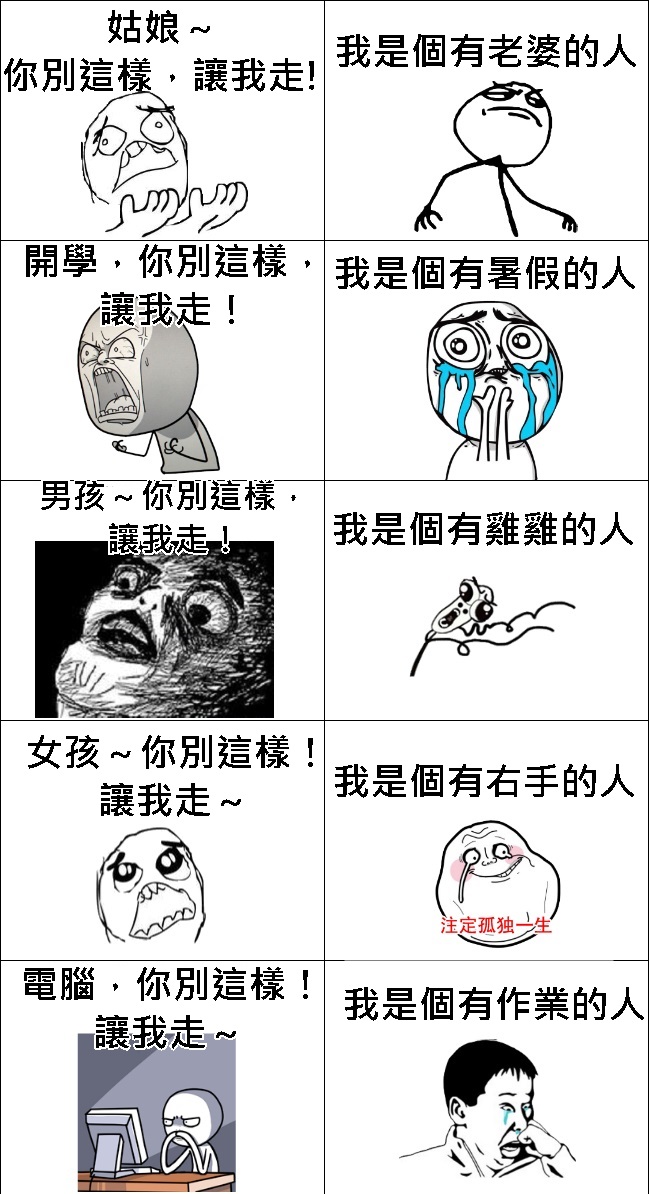 姑娘～
你別這樣，讓我走!
我是個有老婆的人
開學，你別這樣，
讓我走！
我是個有暑假的人
男孩～你別這樣，
讓我走！
我是個有雞雞的人
女孩～你別這樣！
讓我走～
我是個有右手的人
注定孤独一生
電腦，你別這樣！
讓我走～
我是個有作業的人